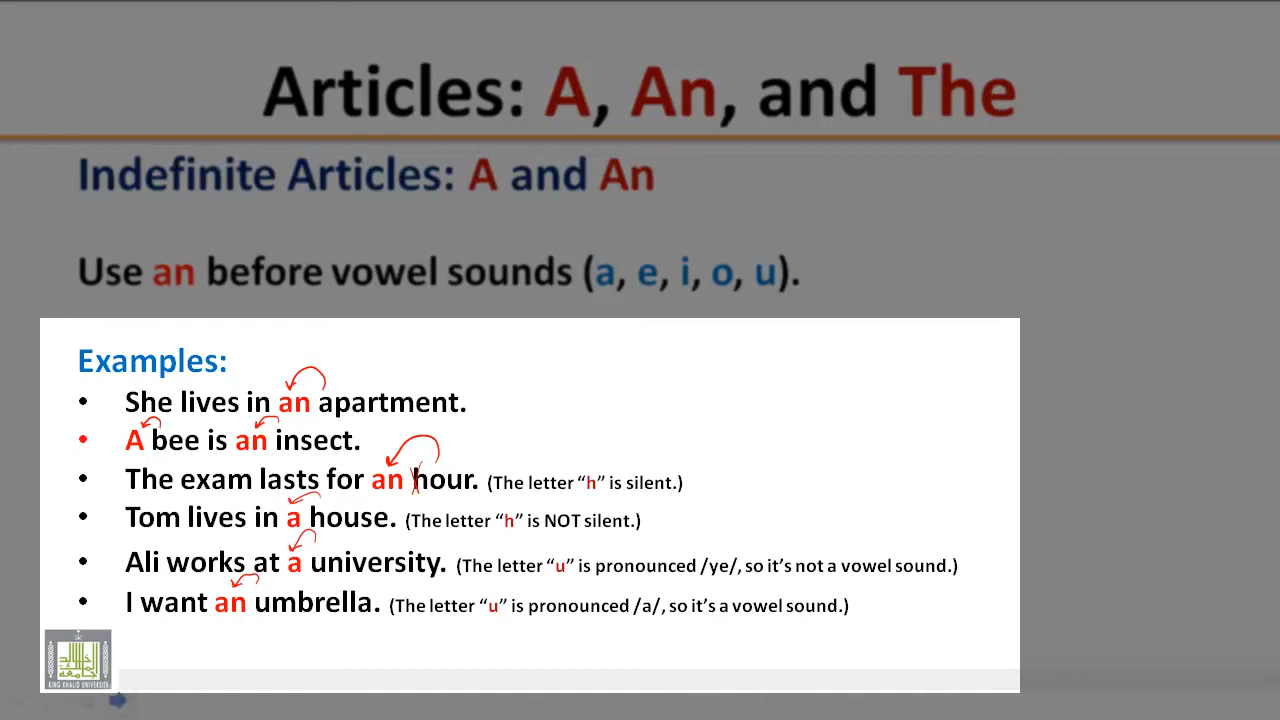 Articles: A, An, and The
Indefinite Articles: A and An
Use an before vowel sounds (a, e, i, o, u).
Examples:
• She lives in an apartment.
• A bee is an insect.
• The exam lasts for an hour. (The letter “h” is silent.)
• Tom lives in a house. (The letter “h” is NOT silent.)
• Ali works at a university. (The letter “u” is pronounced /ye/, so it’s not a vowel sound.)
• I want an umbrella. (The letter “u” is pronounced /a/, so it’s a vowel sound.)
KING KHALID UNIVERSITY